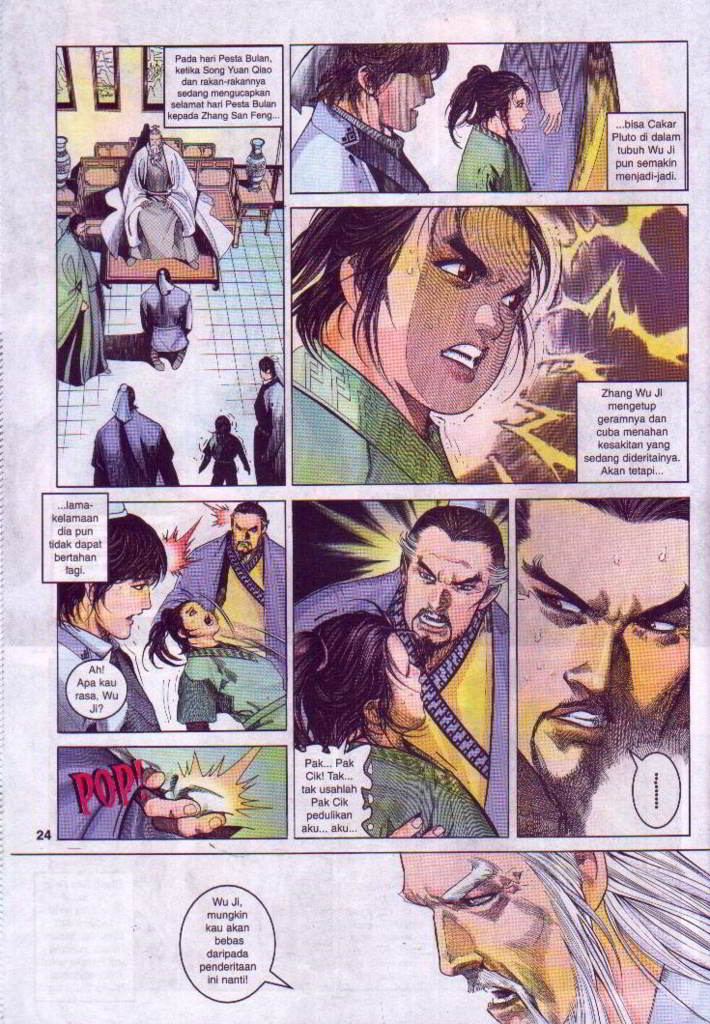 Pada hari Pesta Bulan,
ketika Song Yuan Qiao
dan rakan-rakannya
sedang mengucapkan
selamat hari Pesta Bulan
kepada Zhang San Feng...
...bisa Cakar
Pluto di dalam
tubuh Wu Ji
pun semakin
menjadi-jadi.
Zhang Wu Ji
mengetup
geramnya dan
cuba menahan
kesakitan yang
sedang dideritainya.
Akan tetapi...
...lama-
kelamaan
dia pun
tidak dapat
bertahan
lagi.
Ah!
Apa kau
rasa, Wu
Ji?
POP!
Pak... Pak
Cik! Tak...
tak usahlah
Pak Cik
pedulikan
aku... aku...
......
24
Wu Ji,
mungkin
kau akan
bebas
daripada
penderitaan
ini nanti!